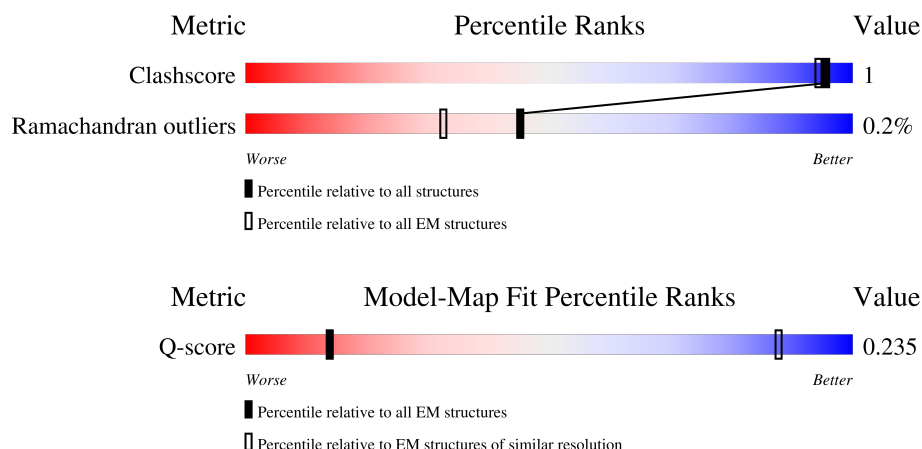 Metric Percentile Ranks Value
Clashscore 1
Ramachandran outliers 0.2%
Worse Better
Percentile relative to all structures
Percentile relative to all EM structures
Metric Model-Map Fit Percentile Ranks Value
Q-score 0.235
Worse Better
Percentile relative to all EM structures
Percentile relative to EM structures of similar resolution